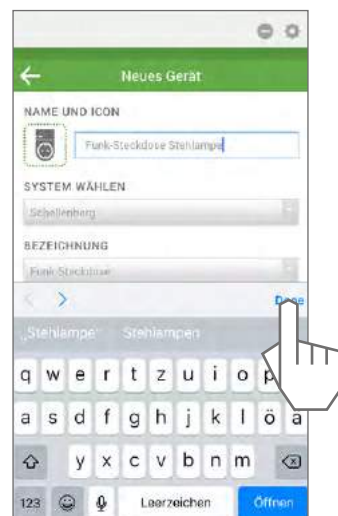 Neues Gerät
NAME UND ICON
Funk-Steckdose Stehlampe
SYSTEM WÄHLEN
Schellenberg
BEZEICHNUNG
Funk-Steckdose
„Stehlampe“ Stehlampen
q w e r t z u i o p
a s d f g h j k l ö ä
y x c v b n m
123 Leerzeichen Öffnen